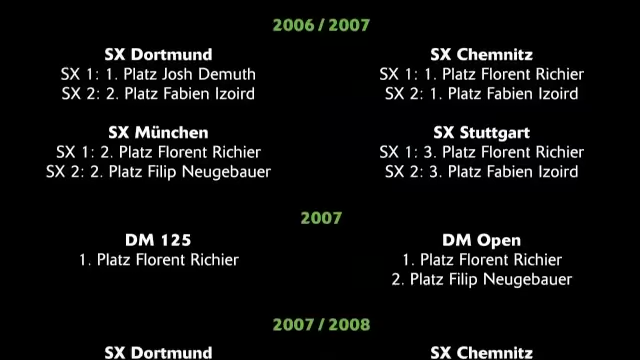 2006 / 2007
SX Dortmund
SX 1: 1. Platz Josh Demuth
SX 2: 2. Platz Fabien Izoird
SX Chemnitz
SX 1: 1. Platz Florent Richier
SX 2: 1. Platz Fabien Izoird
SX München
SX 1: 2. Platz Florent Richier
SX 2: 2. Platz Filip Neugebauer
SX Stuttgart
SX 1: 3. Platz Florent Richier
SX 2: 3. Platz Fabien Izoird
2007
DM 125
1. Platz Florent Richier
DM Open
1. Platz Florent Richier
2. Platz Filip Neugebauer
2007 / 2008
SX Dortmund
SX Chemnitz